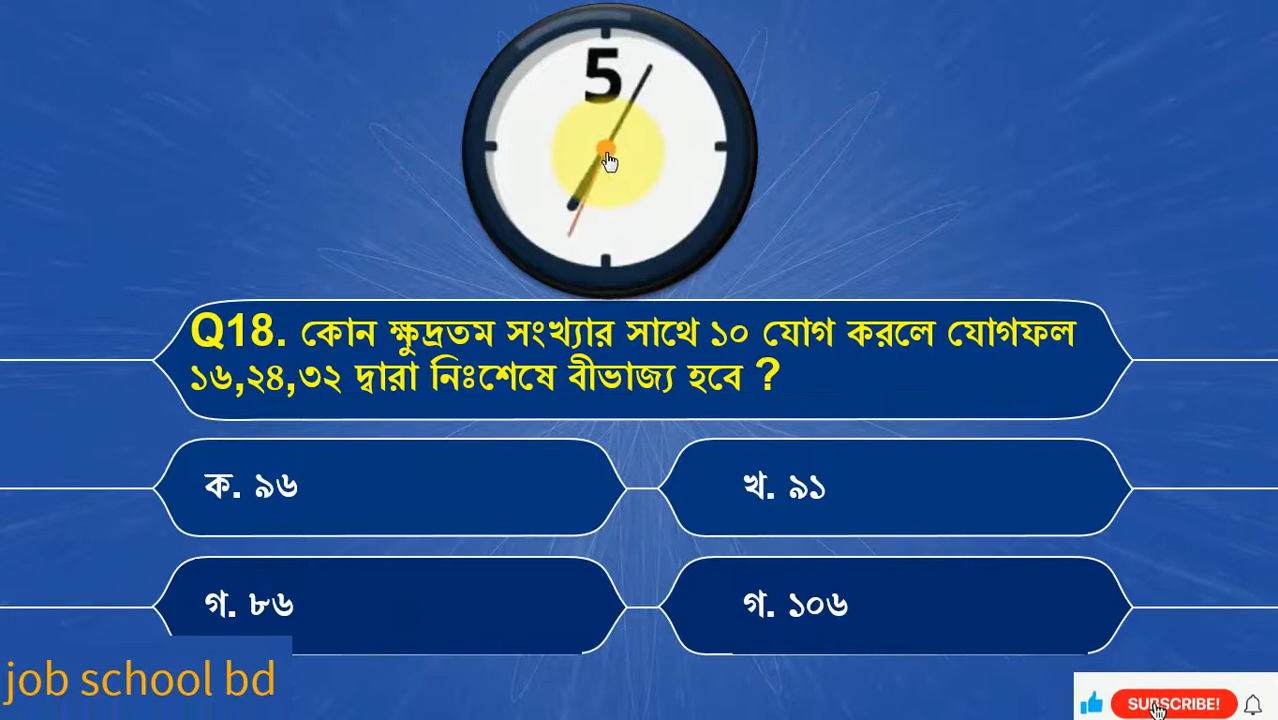 5
Q18. কোন ক্ষুদ্রতম সংখ্যার সাথে ১০ যোগ করলে যোগফল
১৬,২৪,৩২ দ্বারা নিঃশেষে বীভাজ্য হবে ?
ক. ৯৬
খ. ৯১
গ. ৮৬
গ. ১০৬
job school bd
SUBSCRIBE!